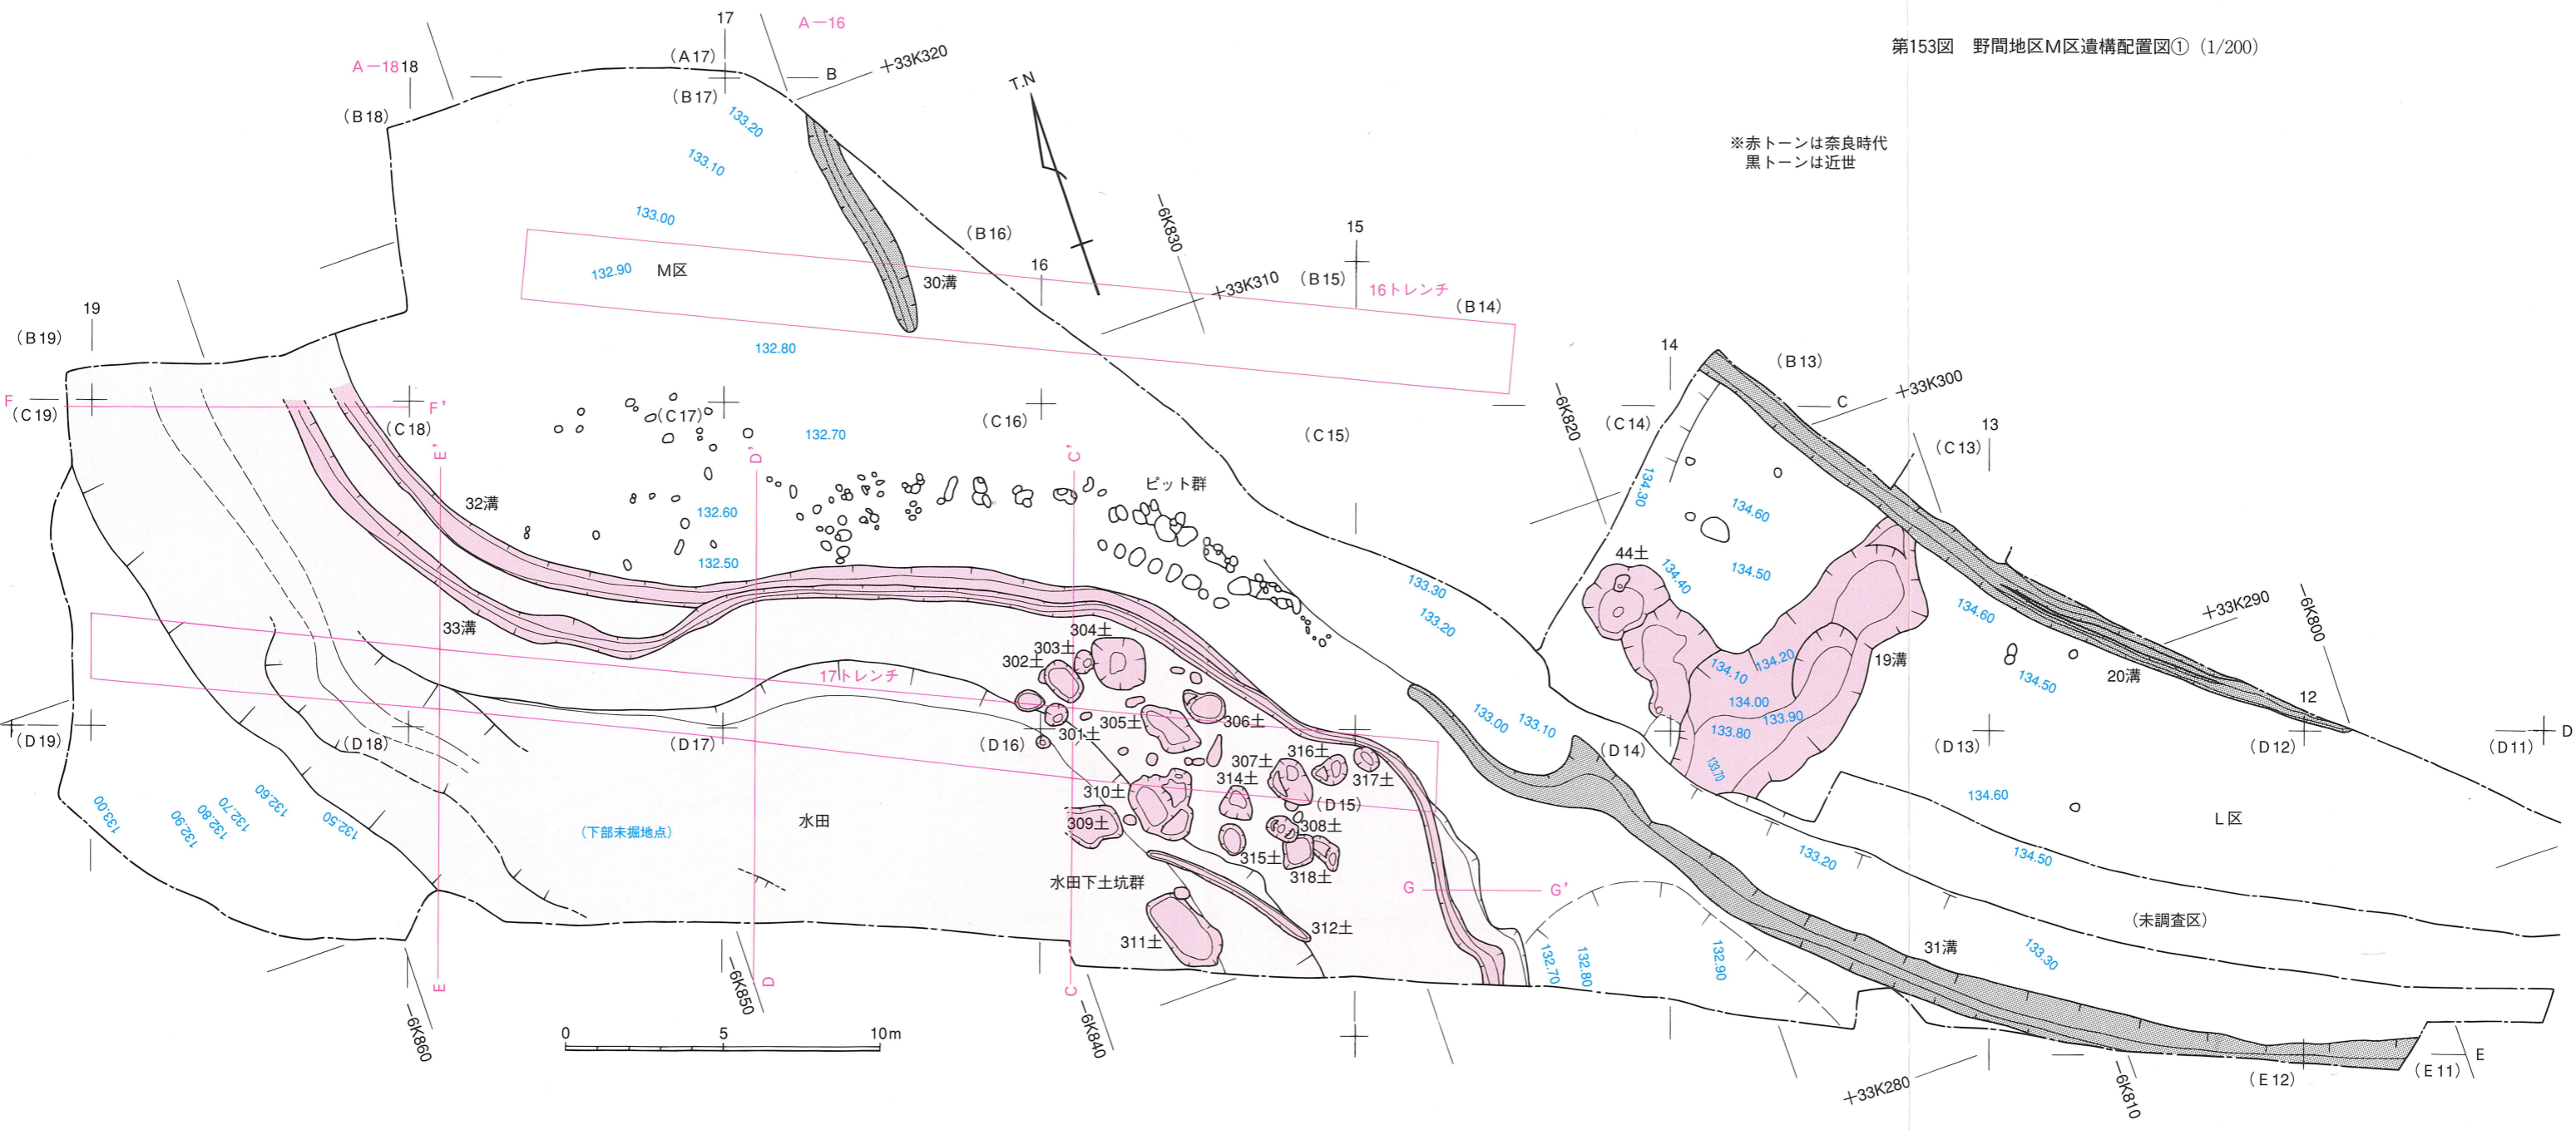 第153図 野間地区M区遺構配置図① (1/200)
※赤トーンは奈良時代
黒トーンは近世
T.N
17
A－16
A－18
18
(A17)
B
＋33K320
(B17)
(B18)
133.20
133.10
133.00
132.90
M区
30溝
(B16)
16
－6K830
＋33K310
15
(B15)
16トレンチ
(B14)
132.80
19
(B19)
F
(C19)
F'
(C18)
(C17)
132.70
(C16)
(C15)
14
(B13)
C
＋33K300
－6K820
(C14)
13
(C13)
E'
D'
C'
32溝
132.60
132.50
ピット群
134.30
134.60
134.50
134.40
44土
133.30
133.20
33溝
304土
303土
302土
17トレンチ
305土
306土
301土
134.10
134.20
134.00
133.90
133.80
133.70
19溝
134.60
134.50
20溝
＋33K290
－6K800
12
(D19)
(D18)
(D17)
(D16)
133.00
133.10
(D14)
(D13)
(D12)
(D11)
D
316土
307土
314土
317土
310土
(D15)
309土
308土
315土
318土
133.00
132.90
132.80
132.70
132.60
132.50
(下部未掘地点)
水田
水田下土坑群
311土
312土
G
G'
134.60
L区
134.50
133.20
(未調査区)
31溝
133.30
132.70
132.80
132.90
E
D
C
－6K860
－6K850
－6K840
0
5
10m
＋33K280
－6K810
(E12)
(E11)
E